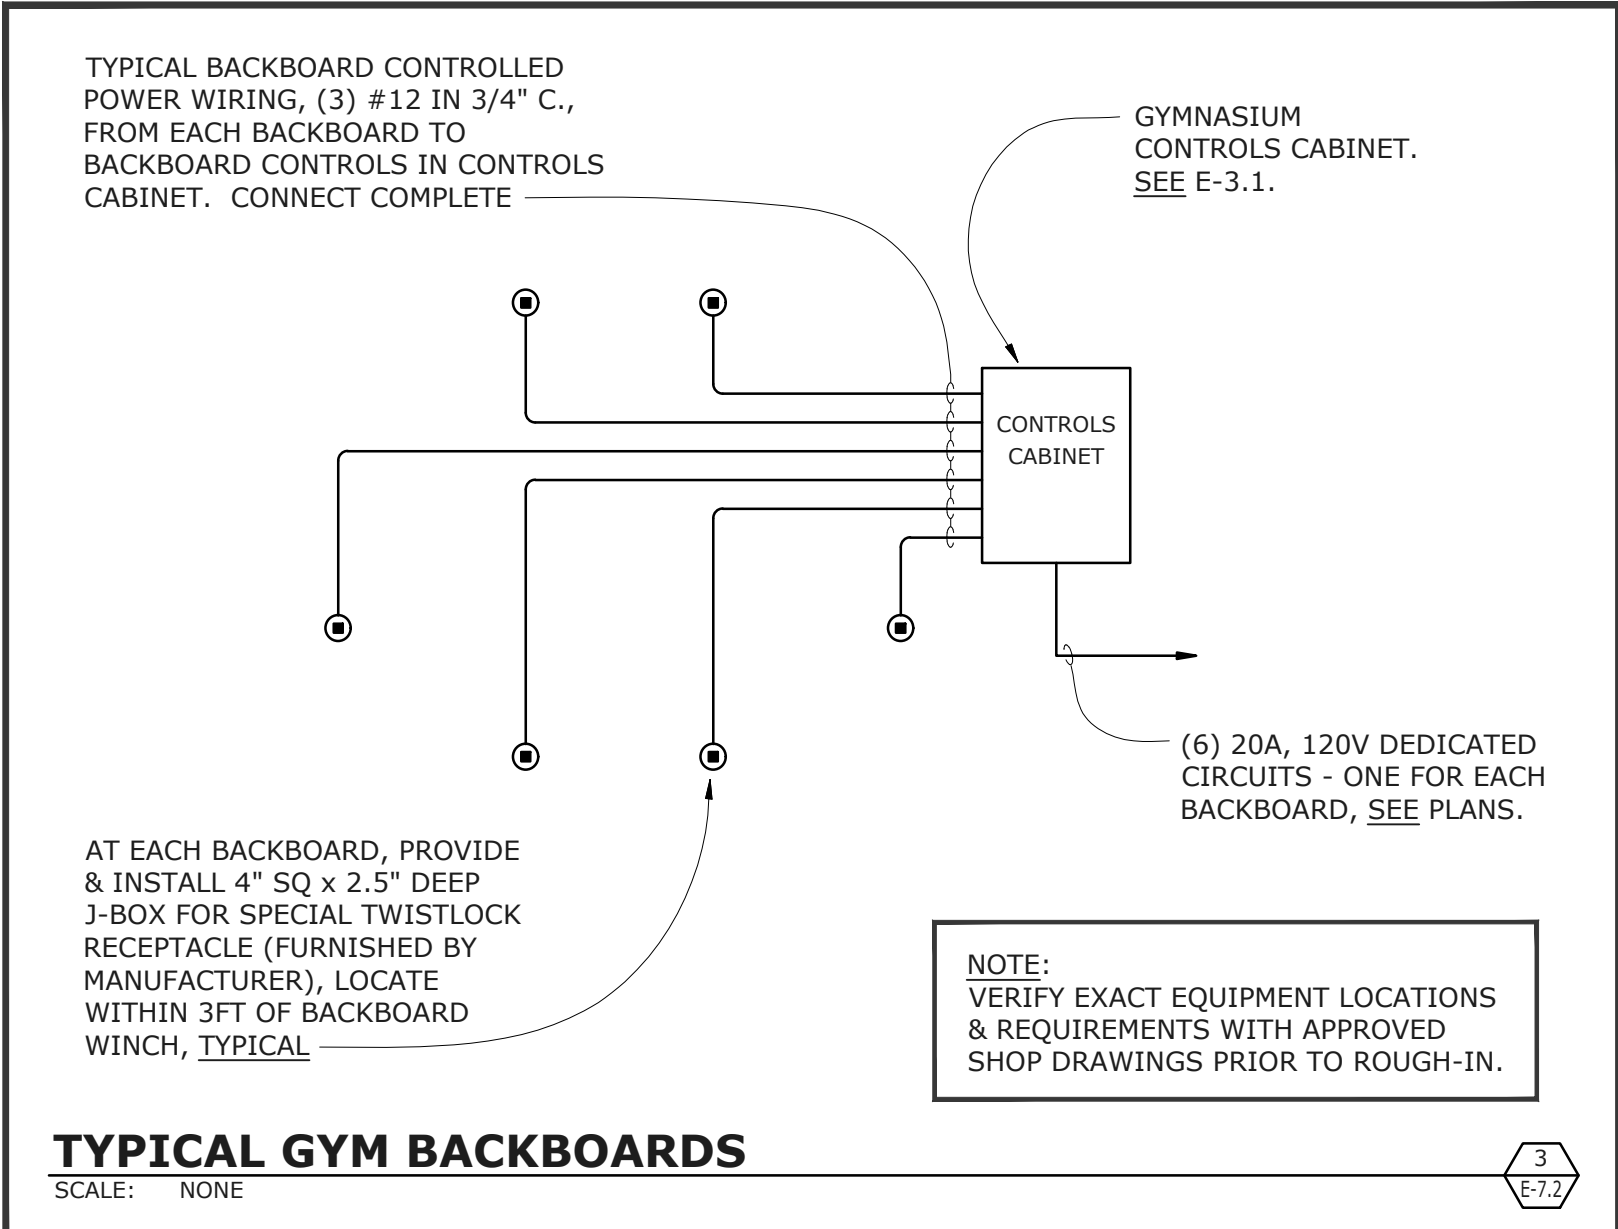 TYPICAL BACKBOARD CONTROLLED
POWER WIRING, (3) #12 IN 3/4" C.,
FROM EACH BACKBOARD TO
BACKBOARD CONTROLS IN CONTROLS
CABINET.  CONNECT COMPLETE
GYMNASIUM
CONTROLS CABINET.
SEE E-3.1.
CONTROLS
CABINET
(6) 20A, 120V DEDICATED
CIRCUITS - ONE FOR EACH
BACKBOARD, SEE PLANS.
AT EACH BACKBOARD, PROVIDE
& INSTALL 4" SQ x 2.5" DEEP
J-BOX FOR SPECIAL TWISTLOCK
RECEPTACLE (FURNISHED BY
MANUFACTURER), LOCATE
WITHIN 3FT OF BACKBOARD
WINCH, TYPICAL
NOTE:
VERIFY EXACT EQUIPMENT LOCATIONS
& REQUIREMENTS WITH APPROVED
SHOP DRAWINGS PRIOR TO ROUGH-IN.
TYPICAL GYM BACKBOARDS
SCALE: NONE
3
E-7.2